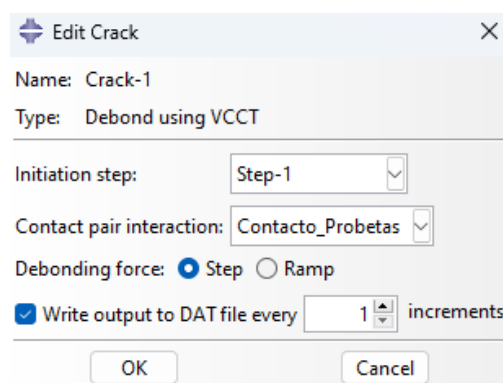 Edit Crack
Name: Crack-1
Type: Debond using VCCT
Initiation step: Step-1
Contact pair interaction: Contacto_Probetas
Debonding force: Step Ramp
Write output to DAT file every 1 increments
OK Cancel